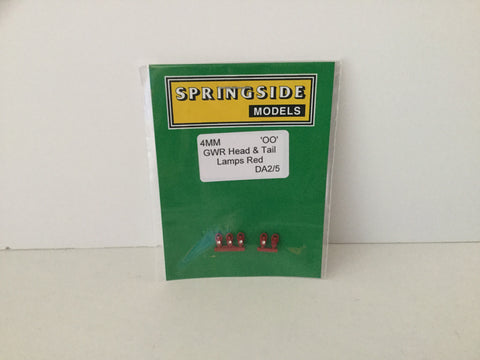 SPRINGSIDE
MODELS
4MM 'OO'
GWR Head & Tail
Lamps Red
DA2/5